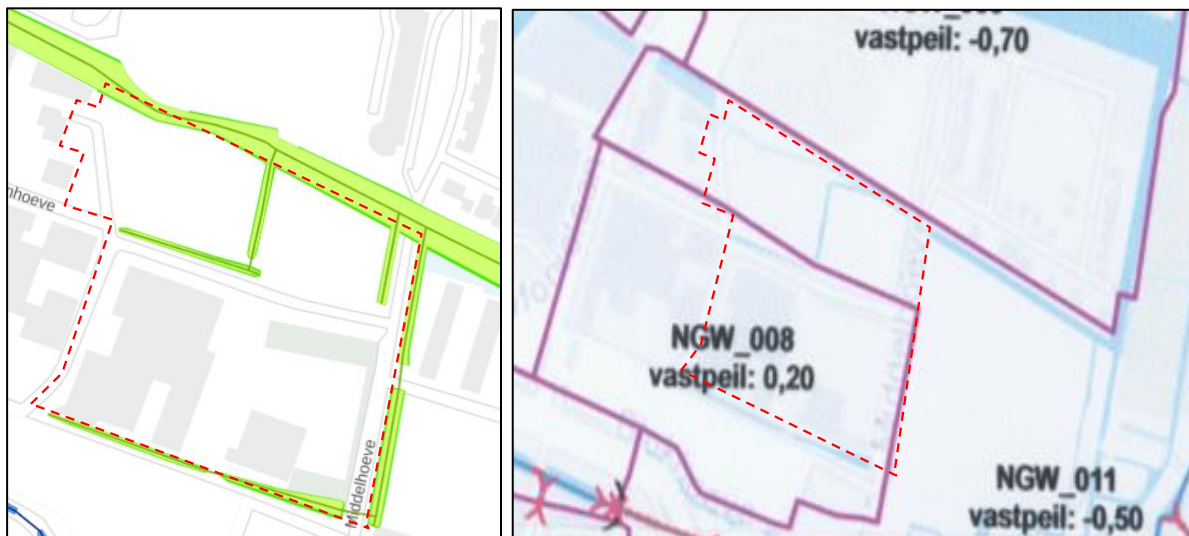 nhoeve
Middelhoeve
vastpeil: -0,70
NGW_008
vastpeil: 0,20
NGW_011
vastpeil: -0,50